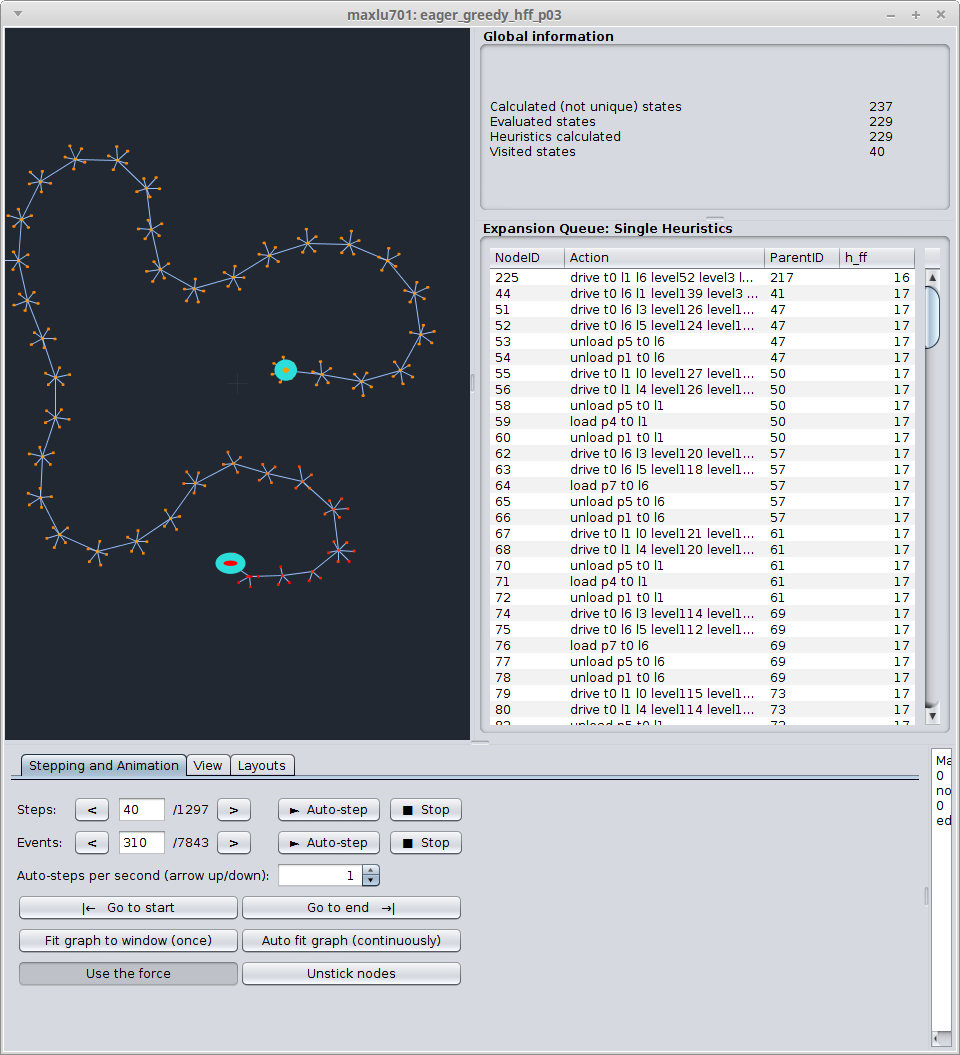 maxlu701: eager_greedy_hff_p03
Global information
Calculated (not unique) states 237
Evaluated states 229
Heuristics calculated 229
Visited states 40
Expansion Queue: Single Heuristics
NodeID Action ParentID h_ff
225 drive t0 l1 l6 level52 level3 l... 217 16
44 drive t0 l6 l1 level139 level3 ... 41 17
51 drive t0 l6 l3 level126 level1... 47 17
52 drive t0 l6 l5 level124 level1... 47 17
53 unload p5 t0 l6 47 17
54 unload p1 t0 l6 47 17
55 drive t0 l1 l0 level127 level1... 50 17
56 drive t0 l1 l4 level126 level1... 50 17
58 unload p5 t0 l1 50 17
59 load p4 t0 l1 50 17
60 unload p1 t0 l1 50 17
62 drive t0 l6 l3 level120 level1... 57 17
63 drive t0 l6 l5 level118 level1... 57 17
64 load p7 t0 l6 57 17
65 unload p5 t0 l6 57 17
66 unload p1 t0 l6 57 17
67 drive t0 l1 l0 level121 level1... 61 17
68 drive t0 l1 l4 level120 level1... 61 17
70 unload p5 t0 l1 61 17
71 load p4 t0 l1 61 17
72 unload p1 t0 l1 61 17
74 drive t0 l6 l3 level114 level1... 69 17
75 drive t0 l6 l5 level112 level1... 69 17
76 load p7 t0 l6 69 17
77 unload p5 t0 l6 69 17
78 unload p1 t0 l6 69 17
79 drive t0 l1 l0 level115 level1... 73 17
80 drive t0 l1 l4 level114 level1... 73 17
82 unload p5 t0 l1 73 17
Stepping and Animation View Layouts
Steps: < 40 /1297 > ► Auto-step ■ Stop
Events: < 310 /7843 > ► Auto-step ■ Stop
Auto-steps per second (arrow up/down): 1
|← Go to start Go to end →|
Fit graph to window (once) Auto fit graph (continuously)
Use the force Unstick nodes
Ma
0
no
0
ed